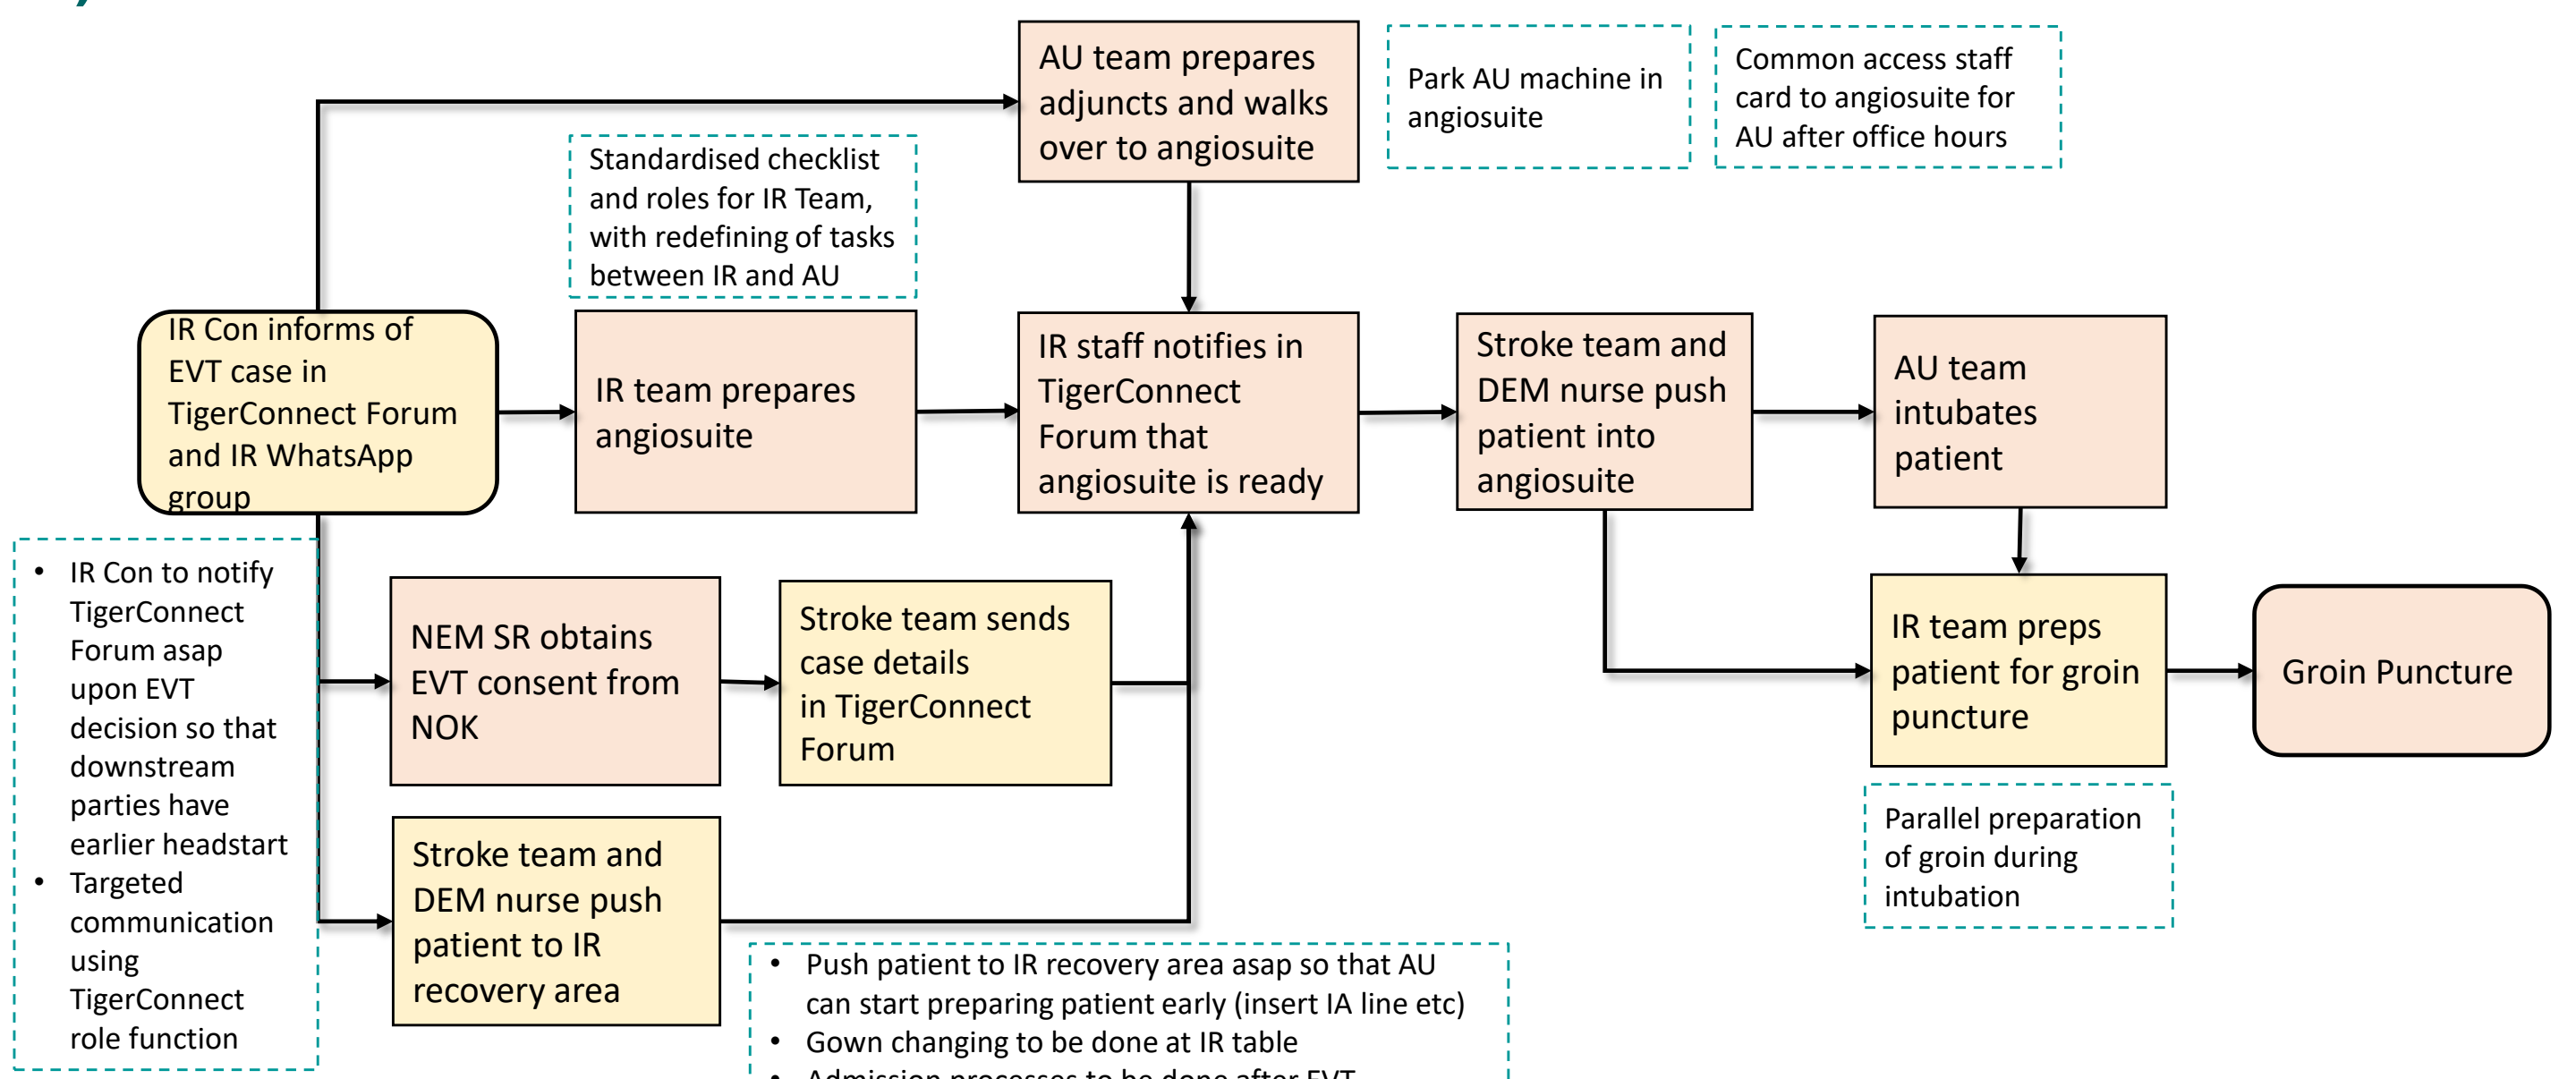 AU team prepares
adjuncts and walks
over to angiosuite
Park AU machine in
angiosuite
Common access staff
card to angiosuite for
AU after office hours
Standardised checklist
and roles for IR Team,
with redefining of tasks
between IR and AU
IR Con informs of
EVT case in
TigerConnect Forum
and IR WhatsApp
group
IR team prepares
angiosuite
IR staff notifies in
TigerConnect
Forum that
angiosuite is ready
Stroke team and
DEM nurse push
patient into
angiosuite
AU team
intubates
patient
• IR Con to notify
TigerConnect
Forum asap
upon EVT
decision so that
downstream
parties have
earlier headstart
• Targeted
communication
using
TigerConnect
role function
NEM SR obtains
EVT consent from
NOK
Stroke team sends
case details
in TigerConnect
Forum
IR team preps
patient for groin
puncture
Groin Puncture
Parallel preparation
of groin during
intubation
Stroke team and
DEM nurse push
patient to IR
recovery area
• Push patient to IR recovery area asap so that AU
can start preparing patient early (insert IA line etc)
• Gown changing to be done at IR table
• Admission processes to be done after EVT